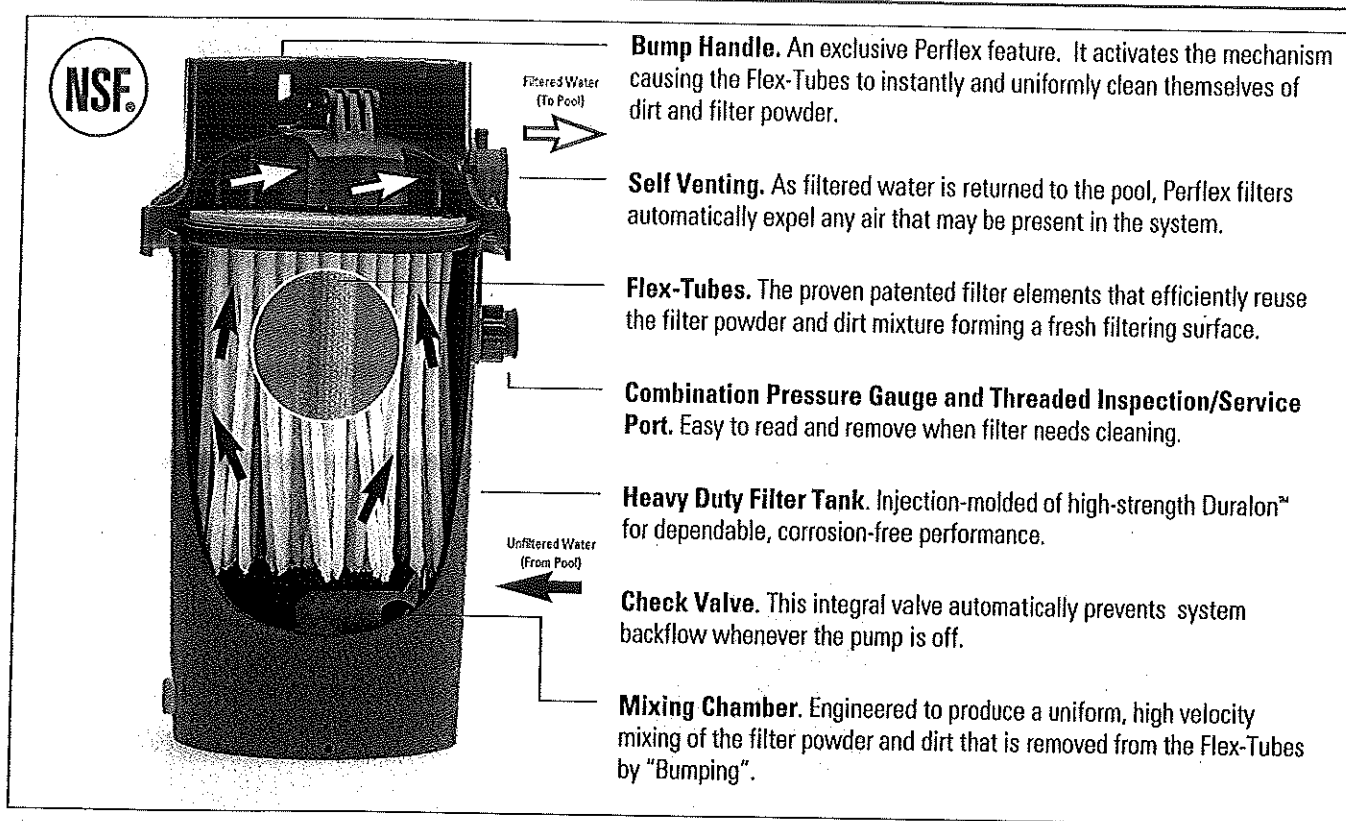 NSF®
Filtered Water
(To Pool)
Bump Handle. An exclusive Perflex feature.  It activates the mechanism
causing the Flex-Tubes to instantly and uniformly clean themselves of
dirt and filter powder.
Self Venting. As filtered water is returned to the pool, Perflex filters
automatically expel any air that may be present in the system.
Flex-Tubes. The proven patented filter elements that efficiently reuse
the filter powder and dirt mixture forming a fresh filtering surface.
Combination Pressure Gauge and Threaded Inspection/Service
Port. Easy to read and remove when filter needs cleaning.
Heavy Duty Filter Tank. Injection-molded of high-strength Duralon™
for dependable, corrosion-free performance.
Unfiltered Water
(From Pool)
Check Valve. This integral valve automatically prevents  system
backflow whenever the pump is off.
Mixing Chamber. Engineered to produce a uniform, high velocity
mixing of the filter powder and dirt that is removed from the Flex-Tubes
by "Bumping".